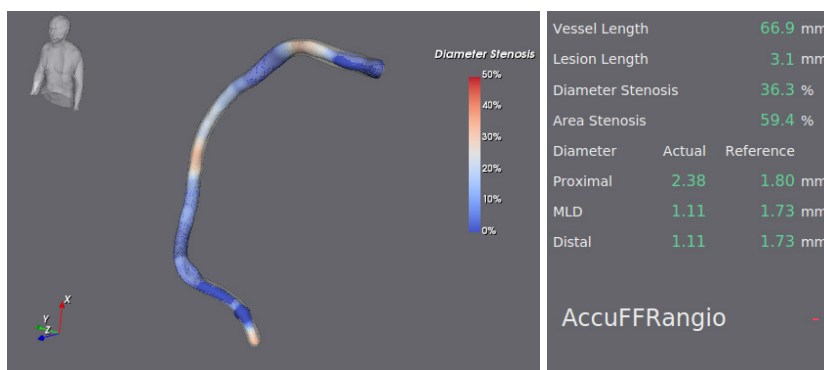 Diameter Stenosis
50%
40%
30%
20%
10%
0%
X
Y
Z
Vessel Length 66.9 mm
Lesion Length 3.1 mm
Diameter Stenosis 36.3 %
Area Stenosis 59.4 %
Diameter Actual Reference
Proximal 2.38 1.80 mm
MLD 1.11 1.73 mm
Distal 1.11 1.73 mm
AccuFFRangio -